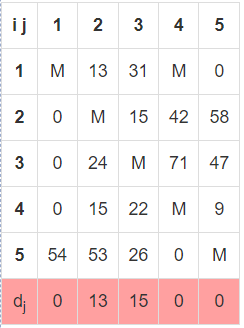 i j 1 2 3 4 5
1 M 13 31 M 0
2 0 M 15 42 58
3 0 24 M 71 47
4 0 15 22 M 9
5 54 53 26 0 M
dj 0 13 15 0 0